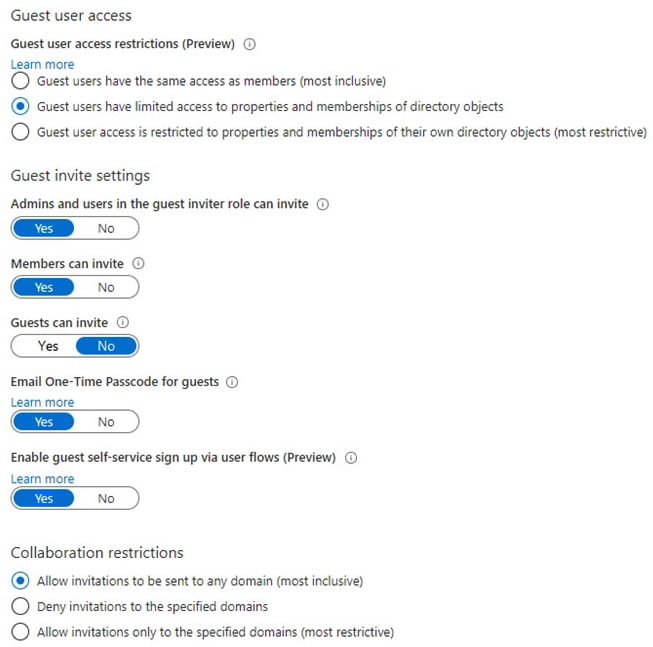 Guest user access
Guest user access restrictions (Preview)
Learn more
Guest users have the same access as members (most inclusive)
Guest users have limited access to properties and memberships of directory objects
Guest user access is restricted to properties and memberships of their own directory objects (most restrictive)
Guest invite settings
Admins and users in the guest inviter role can invite
Yes No
Members can invite
Yes No
Guests can invite
Yes No
Email One-Time Passcode for guests
Learn more
Yes No
Enable guest self-service sign up via user flows (Preview)
Learn more
Yes No
Collaboration restrictions
Allow invitations to be sent to any domain (most inclusive)
Deny invitations to the specified domains
Allow invitations only to the specified domains (most restrictive)